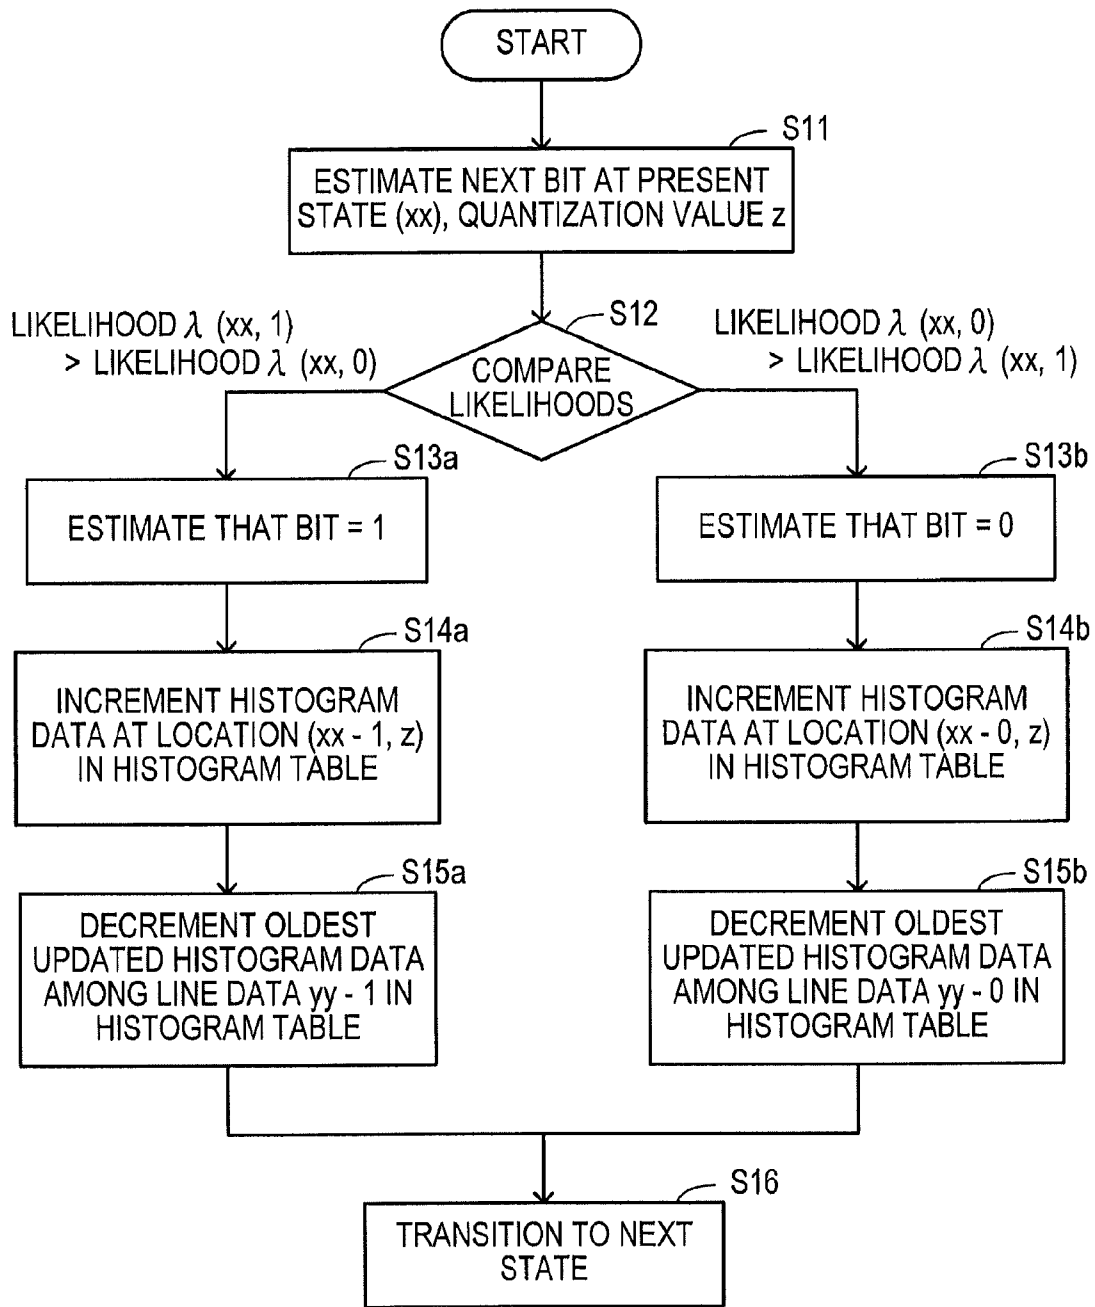 START
S11
ESTIMATE NEXT BIT AT PRESENT
STATE (xx), QUANTIZATION VALUE z
LIKELIHOOD λ (xx, 1)
> LIKELIHOOD λ (xx, 0)
S12
LIKELIHOOD λ (xx, 0)
> LIKELIHOOD λ (xx, 1)
COMPARE
LIKELIHOODS
S13a
ESTIMATE THAT BIT = 1
S13b
ESTIMATE THAT BIT = 0
S14a
INCREMENT HISTOGRAM
DATA AT LOCATION (xx - 1, z)
IN HISTOGRAM TABLE
S14b
INCREMENT HISTOGRAM
DATA AT LOCATION (xx - 0, z)
IN HISTOGRAM TABLE
S15a
DECREMENT OLDEST
UPDATED HISTOGRAM DATA
AMONG LINE DATA yy - 1 IN
HISTOGRAM TABLE
S15b
DECREMENT OLDEST
UPDATED HISTOGRAM DATA
AMONG LINE DATA yy - 0 IN
HISTOGRAM TABLE
S16
TRANSITION TO NEXT
STATE